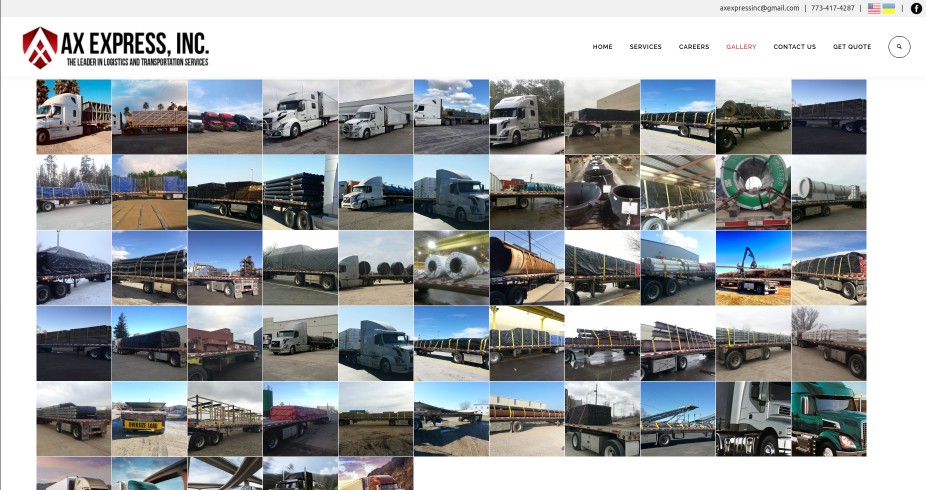 axexpressinc@gmail.com | 773-417-4287 | |
AX EXPRESS, INC.
THE LEADER IN LOGISTICS AND TRANSPORTATION SERVICES
HOME SERVICES CAREERS GALLERY CONTACT US GET QUOTE
OVERSIZE LOAD